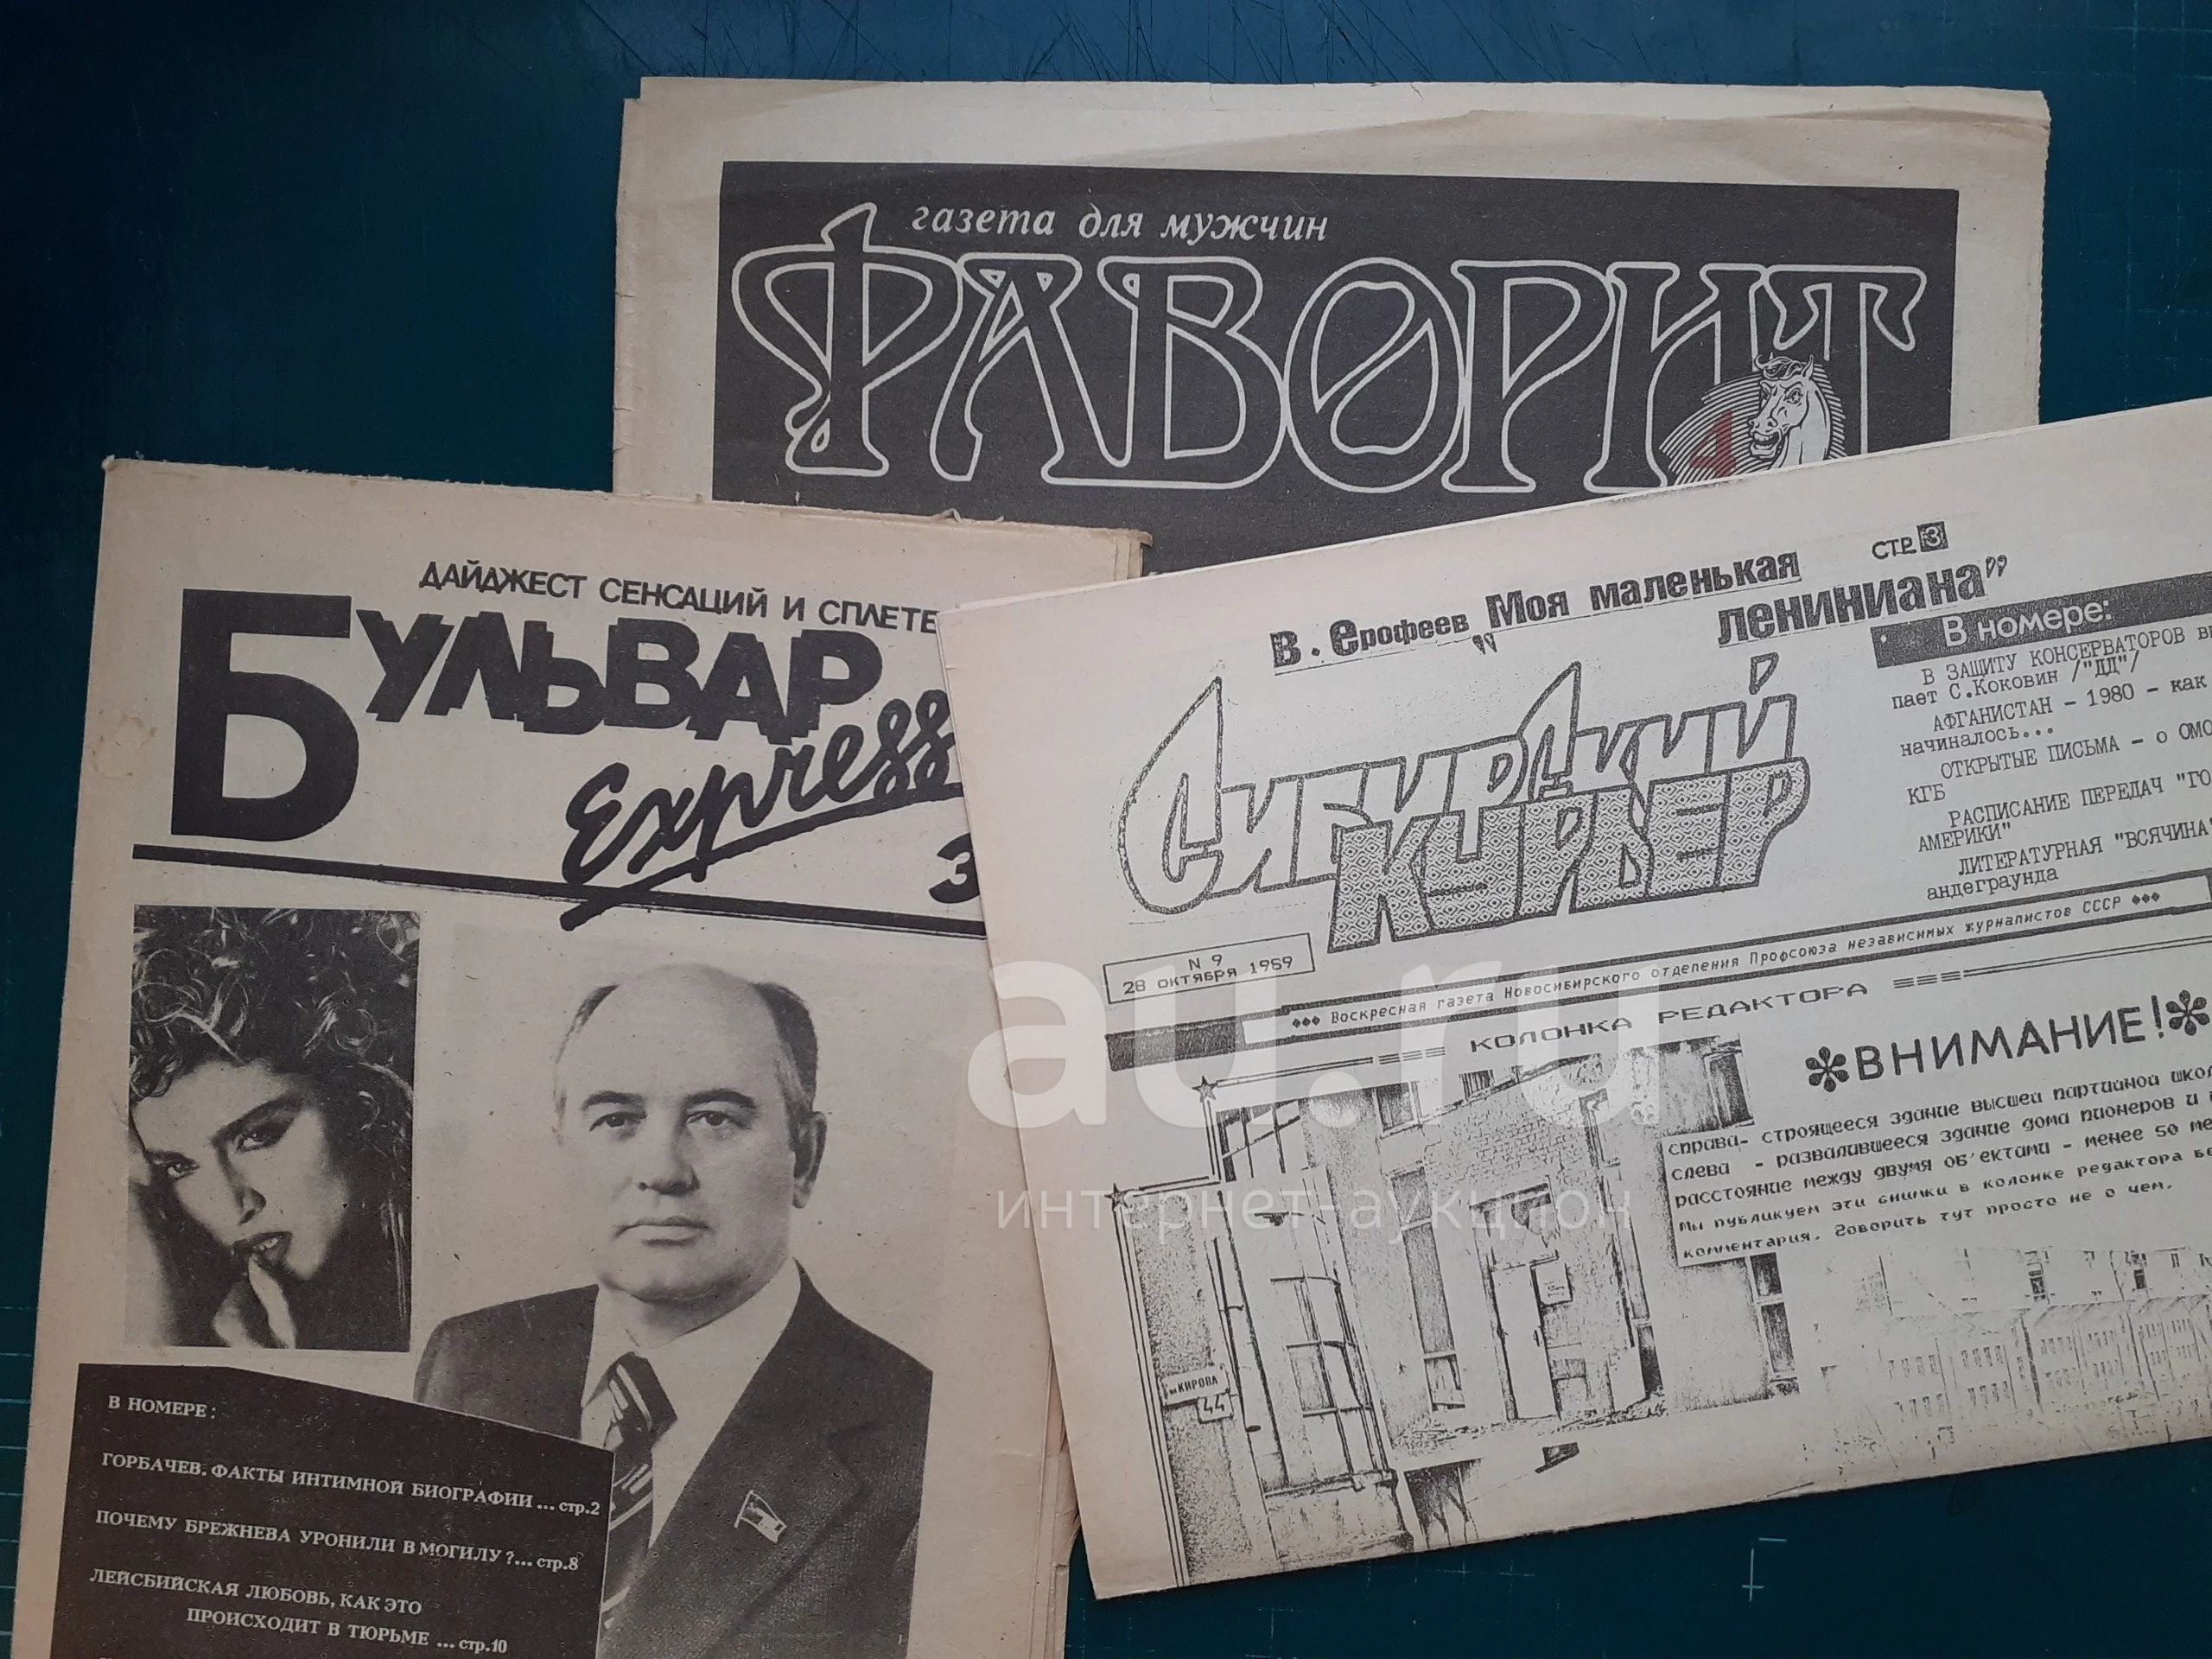 газета для мужчин
ФАВОРИТ
4
ДАЙДЖЕСТ СЕНСАЦИЙ И СПЛЕТЕ
БУЛЬВАР
Express
3
В НОМЕРЕ:
ГОРБАЧЕВ. ФАКТЫ ИНТИМНОЙ БИОГРАФИИ ... стр.2
ПОЧЕМУ БРЕЖНЕВА УРОНИЛИ В МОГИЛУ ?... стр.8
ЛЕЙСБИЙСКАЯ ЛЮБОВЬ, КАК ЭТО
ПРОИСХОДИТ В ТЮРЬМЕ ... стр.10
В. Ерофеев "Моя маленькая
лениниана"
СТР 3
СИБИРСКИЙ
КУРЬЕР
В номере:
В ЗАЩИТУ КОНСЕРВАТОРОВ
пает С.Коковин /"ДД"/
АФГАНИСТАН - 1980 - как
начиналось...
ОТКРЫТЫЕ ПИСЬМА - о
КГБ
РАСПИСАНИЕ ПЕРЕДАЧ "ГО
АМЕРИКИ"
ЛИТЕРАТУРНАЯ "ВСЯЧИНА"
андеграунда
N 9
28 октября 1989
Воскресная газета Новосибирского отделения Профсоюза независимых журналистов СССР
КОЛОНКА РЕДАКТОРА
ВНИМАНИЕ!
справа- строящееся здание высшей партийной шко
слева - развалившееся здание дома пионеров и
расстояние между двумя об'ектами - менее 50 ме
Мы публикуем эти снимки в колонке редактора бе
комментария. Говорить тут просто не о чем.
КИРОВА
44
au.ru
интернет-аукцион